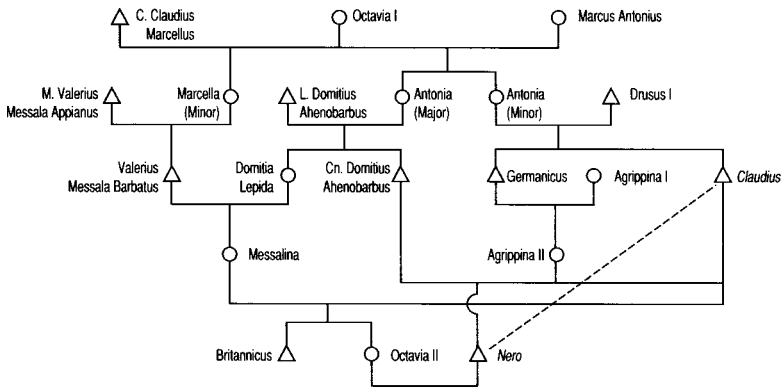 C. Claudius
Marcellus
Octavia I
Marcus Antonius
M. Valerius
Messala Appianus
Marcella
(Minor)
L. Domitius
Ahenobarbus
Antonia
(Major)
Antonia
(Minor)
Drusus I
Valerius
Messala Barbatus
Domitia
Lepida
Cn. Domitius
Ahenobarbus
Germanicus
Agrippina I
Claudius
Messalina
Agrippina II
Britannicus
Octavia II
Nero